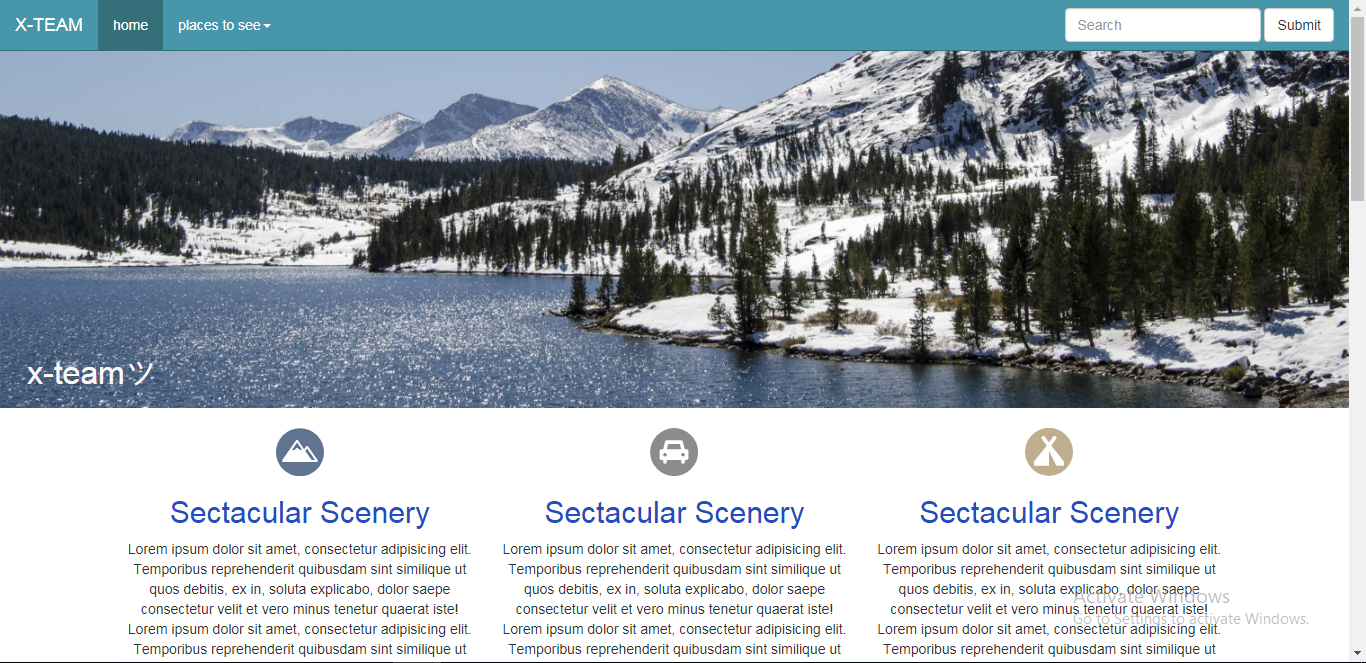 X-TEAM home places to see Search Submit
x-teamツ
Sectacular Scenery
Lorem ipsum dolor sit amet, consectetur adipisicing elit.
Temporibus reprehenderit quibusdam sint similique ut
quos debitis, ex in, soluta explicabo, dolor saepe
consectetur velit et vero minus tenetur quaerat iste!
Lorem ipsum dolor sit amet, consectetur adipisicing elit.
Temporibus reprehenderit quibusdam sint similique ut
Sectacular Scenery
Lorem ipsum dolor sit amet, consectetur adipisicing elit.
Temporibus reprehenderit quibusdam sint similique ut
quos debitis, ex in, soluta explicabo, dolor saepe
consectetur velit et vero minus tenetur quaerat iste!
Lorem ipsum dolor sit amet, consectetur adipisicing elit.
Temporibus reprehenderit quibusdam sint similique ut
Sectacular Scenery
Lorem ipsum dolor sit amet, consectetur adipisicing elit.
Temporibus reprehenderit quibusdam sint similique ut
quos debitis, ex in, soluta explicabo, dolor saepe
consectetur velit et vero minus tenetur quaerat iste!
Lorem ipsum dolor sit amet, consectetur adipisicing elit.
Temporibus reprehenderit quibusdam sint similique ut
Activate Windows
Go to Settings to activate Windows.